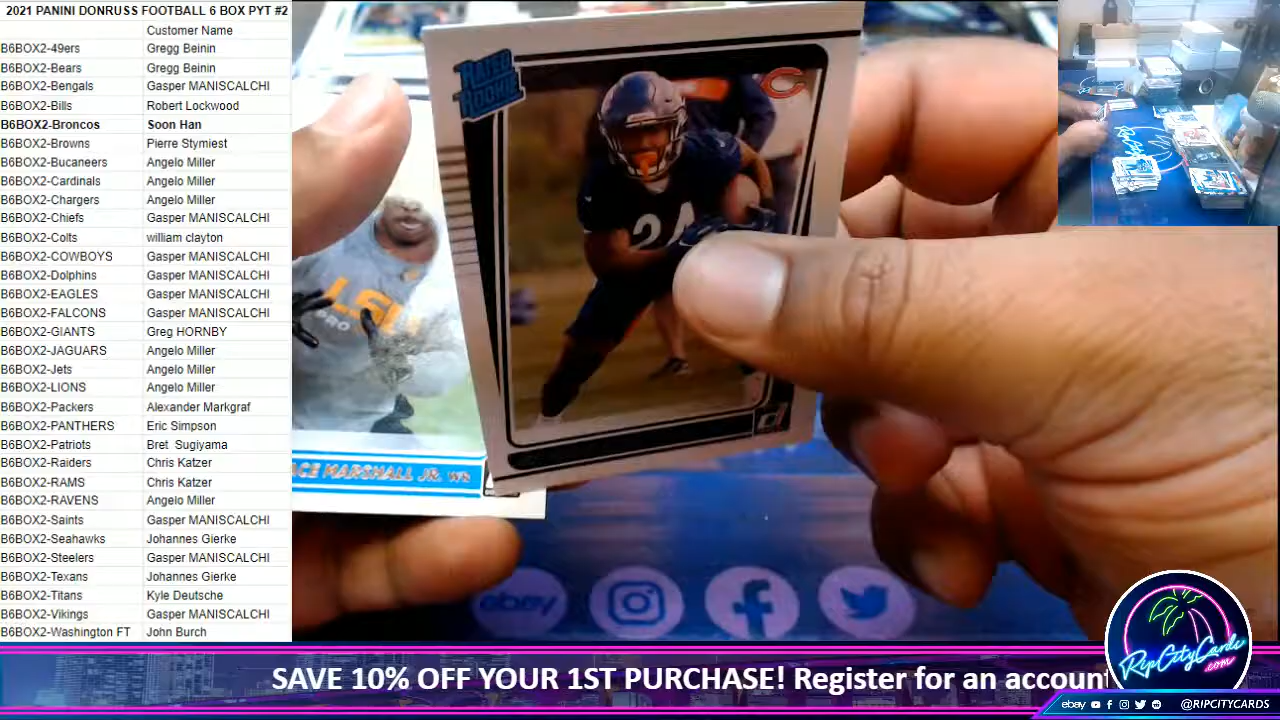 2021 PANINI DONRUSS FOOTBALL 6 BOX PYT #2
Customer Name
B6BOX2-49ers Gregg Beinin
B6BOX2-Bears Gregg Beinin
B6BOX2-Bengals Gasper MANISCALCHI
B6BOX2-Bills Robert Lockwood
B6BOX2-Broncos Soon Han
B6BOX2-Browns Pierre Stymiest
B6BOX2-Bucaneers Angelo Miller
B6BOX2-Cardinals Angelo Miller
B6BOX2-Chargers Angelo Miller
B6BOX2-Chiefs Gasper MANISCALCHI
B6BOX2-Colts william clayton
B6BOX2-COWBOYS Gasper MANISCALCHI
B6BOX2-Dolphins Gasper MANISCALCHI
B6BOX2-EAGLES Gasper MANISCALCHI
B6BOX2-FALCONS Gasper MANISCALCHI
B6BOX2-GIANTS Greg HORNBY
B6BOX2-JAGUARS Angelo Miller
B6BOX2-Jets Angelo Miller
B6BOX2-LIONS Angelo Miller
B6BOX2-Packers Alexander Markgraf
B6BOX2-PANTHERS Eric Simpson
B6BOX2-Patriots Bret Sugiyama
B6BOX2-Raiders Chris Katzer
B6BOX2-RAMS Chris Katzer
B6BOX2-RAVENS Angelo Miller
B6BOX2-Saints Gasper MANISCALCHI
B6BOX2-Seahawks Johannes Gierke
B6BOX2-Steelers Gasper MANISCALCHI
B6BOX2-Texans Johannes Gierke
B6BOX2-Titans Kyle Deutsche
B6BOX2-Vikings Gasper MANISCALCHI
B6BOX2-Washington FT John Burch
RATED ROOKIE
C
24
LSU
PRO
MARSHALL JR. WR
ebay
SAVE 10% OFF YOUR 1ST PURCHASE! Register for an account
RipCityCards
.com
ebay @RIPCITYCARDS